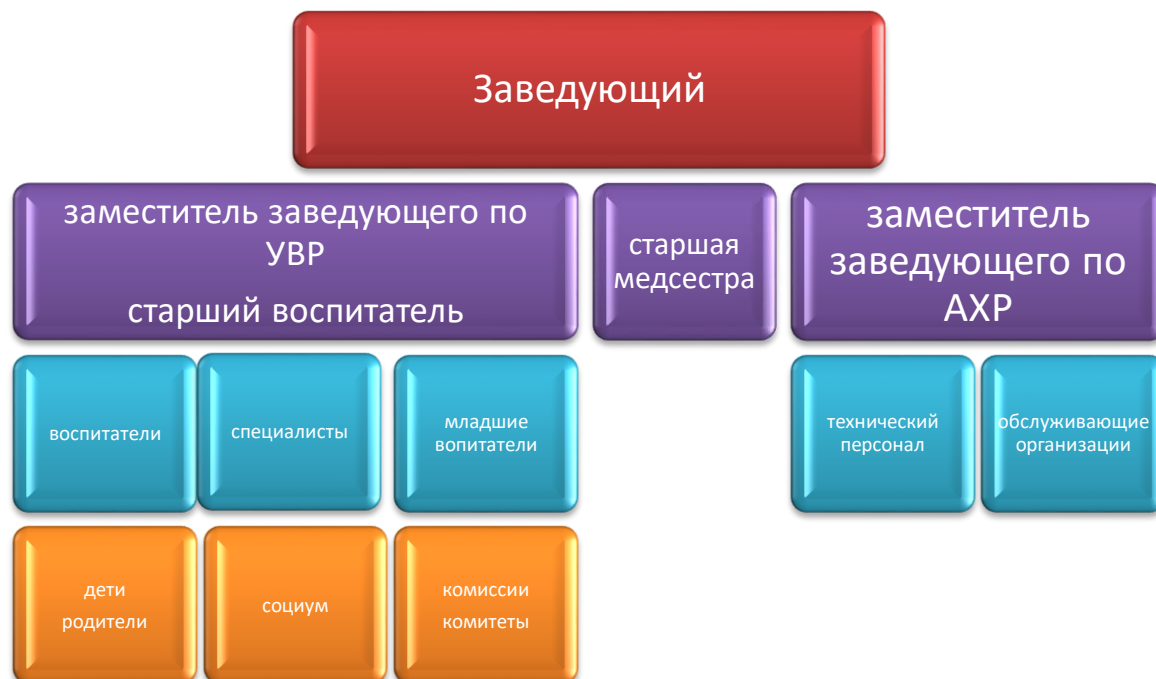 Заведующий
заместитель заведующего по
УВР
старший воспитатель
старшая
медсестра
заместитель
заведующего по
АХР
воспитатели
специалисты
младшие
вопитатели
технический
персонал
обслуживающие
организации
дети
родители
социум
комиссии
комитеты